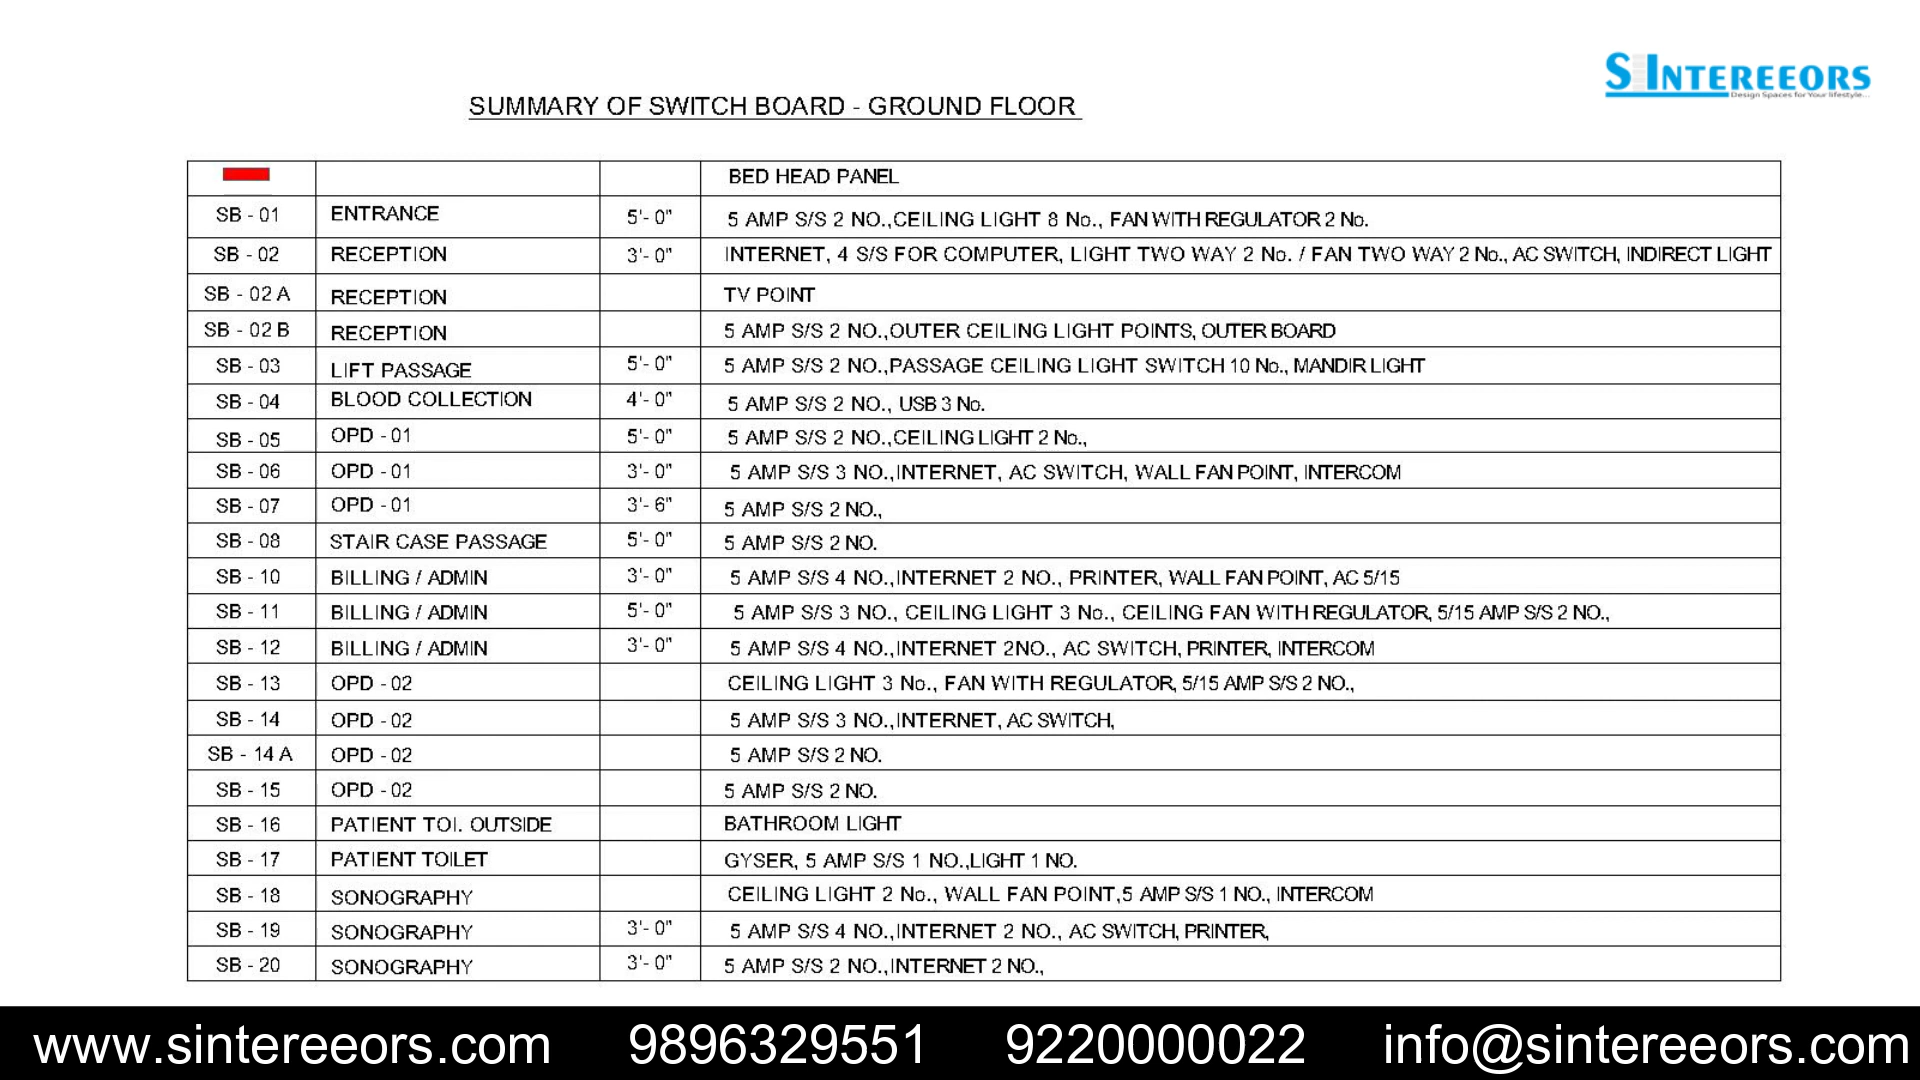 S INTEREEORS
Design Spaces for Your lifestyle...
SUMMARY OF SWITCH BOARD - GROUND FLOOR
BED HEAD PANEL
SB - 01 ENTRANCE 5'- 0" 5 AMP S/S 2 NO.,CEILING LIGHT 8 No., FAN WITH REGULATOR 2 No.
SB - 02 RECEPTION 3'- 0" INTERNET, 4 S/S FOR COMPUTER, LIGHT TWO WAY 2 No. / FAN TWO WAY 2 No., AC SWITCH, INDIRECT LIGHT
SB - 02 A RECEPTION TV POINT
SB - 02 B RECEPTION 5 AMP S/S 2 NO.,OUTER CEILING LIGHT POINTS, OUTER BOARD
SB - 03 LIFT PASSAGE 5'- 0" 5 AMP S/S 2 NO.,PASSAGE CEILING LIGHT SWITCH 10 No., MANDIR LIGHT
SB - 04 BLOOD COLLECTION 4'- 0" 5 AMP S/S 2 NO., USB 3 No.
SB - 05 OPD - 01 5'- 0" 5 AMP S/S 2 NO.,CEILING LIGHT 2 No.,
SB - 06 OPD - 01 3'- 0" 5 AMP S/S 3 NO.,INTERNET, AC SWITCH, WALL FAN POINT, INTERCOM
SB - 07 OPD - 01 3'- 6" 5 AMP S/S 2 NO.,
SB - 08 STAIR CASE PASSAGE 5'- 0" 5 AMP S/S 2 NO.
SB - 10 BILLING / ADMIN 3'- 0" 5 AMP S/S 4 NO.,INTERNET 2 NO., PRINTER, WALL FAN POINT, AC 5/15
SB - 11 BILLING / ADMIN 5'- 0" 5 AMP S/S 3 NO., CEILING LIGHT 3 No., CEILING FAN WITH REGULATOR, 5/15 AMP S/S 2 NO.,
SB - 12 BILLING / ADMIN 3'- 0" 5 AMP S/S 4 NO.,INTERNET 2NO., AC SWITCH, PRINTER, INTERCOM
SB - 13 OPD - 02 CEILING LIGHT 3 No., FAN WITH REGULATOR, 5/15 AMP S/S 2 NO.,
SB - 14 OPD - 02 5 AMP S/S 3 NO.,INTERNET, AC SWITCH,
SB - 14 A OPD - 02 5 AMP S/S 2 NO.
SB - 15 OPD - 02 5 AMP S/S 2 NO.
SB - 16 PATIENT TOI. OUTSIDE BATHROOM LIGHT
SB - 17 PATIENT TOILET GYSER, 5 AMP S/S 1 NO.,LIGHT 1 NO.
SB - 18 SONOGRAPHY CEILING LIGHT 2 No., WALL FAN POINT,5 AMP S/S 1 NO., INTERCOM
SB - 19 SONOGRAPHY 3'- 0" 5 AMP S/S 4 NO.,INTERNET 2 NO., AC SWITCH, PRINTER,
SB - 20 SONOGRAPHY 3'- 0" 5 AMP S/S 2 NO.,INTERNET 2 NO.,
www.sintereeors.com 9896329551 9220000022 info@sintereeors.com